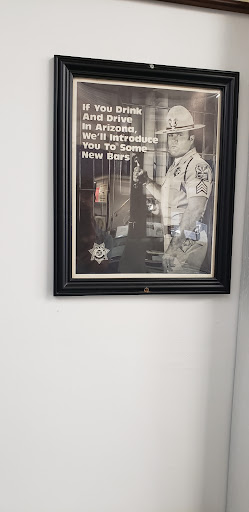 If You Drink
And Drive
In Arizona,
We'll Introduce
You To Some
New Bars